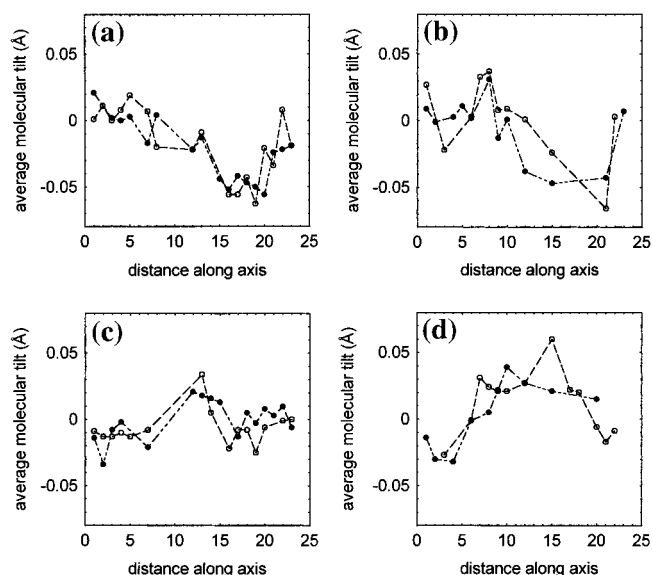 (a)
average molecular tilt (Å)
0.05
0
-0.05
0 5 10 15 20 25
distance along axis
(b)
average molecular tilt (Å)
0.05
0
-0.05
0 5 10 15 20 25
distance along axis
(c)
average molecular tilt (Å)
0.05
0
-0.05
0 5 10 15 20 25
distance along axis
(d)
average molecular tilt (Å)
0.05
0
-0.05
0 5 10 15 20 25
distance along axis